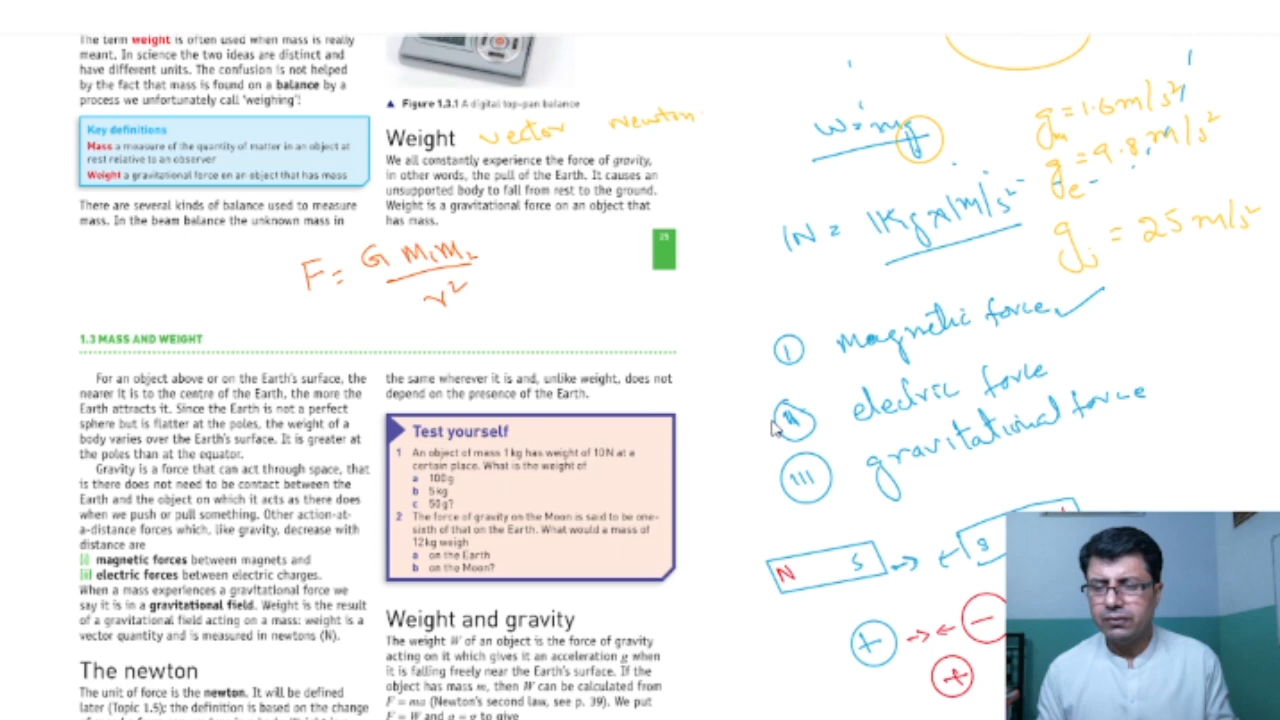 The term weight is often used when mass is really
meant. In science the two ideas are distinct and
have different units. The confusion is not helped
by the fact that mass is found on a balance by a
process we unfortunately call 'weighing'!
Key definitions
Mass a measure of the quantity of matter in an object at
rest relative to an observer
Weight a gravitational force on an object that has mass
There are several kinds of balance used to measure
mass. In the beam balance the unknown mass in
▲ Figure 1.3.1 A digital top-pan balance
Weight vector newton
We all constantly experience the force of gravity,
in other words, the pull of the Earth. It causes an
unsupported body to fall from rest to the ground.
Weight is a gravitational force on an object that
has mass.
25
F = G m₁m₂
r²
1.3 MASS AND WEIGHT
For an object above or on the Earth's surface, the
nearer it is to the centre of the Earth, the more the
Earth attracts it. Since the Earth is not a perfect
sphere but is flatter at the poles, the weight of a
body varies over the Earth's surface. It is greater at
the poles than at the equator.
Gravity is a force that can act through space, that
is there does not need to be contact between the
Earth and the object on which it acts as there does
when we push or pull something. Other action-at-
a-distance forces which, like gravity, decrease with
distance are
(i) magnetic forces between magnets and
(ii) electric forces between electric charges.
When a mass experiences a gravitational force we
say it is in a gravitational field. Weight is the result
of a gravitational field acting on a mass: weight is a
vector quantity and is measured in newtons (N).
The newton
The unit of force is the newton. It will be defined
later (Topic 1.5); the definition is based on the change
the same wherever it is and, unlike weight, does not
depend on the presence of the Earth.
Test yourself
1 An object of mass 1 kg has weight of 10 N at a
certain place. What is the weight of
a 100 g
b 5 kg
c 50 g?
2 The force of gravity on the Moon is said to be one-
sixth of that on the Earth. What would a mass of
12 kg weigh
a on the Earth
b on the Moon?
Weight and gravity
The weight W of an object is the force of gravity
acting on it which gives it an acceleration g when
it is falling freely near the Earth's surface. If the
object has mass m, then W can be calculated from
F = ma (Newton's second law, see p. 39). We put
F = W and a = g to give
W = mg
gm = 1.6 m/s²
ge = 9.8 m/s²
1N = 1Kg x 1m/s²
gj = 25 m/s²
I magnetic force ✓
II electric force
III gravitational force
N S
S
+ −
+